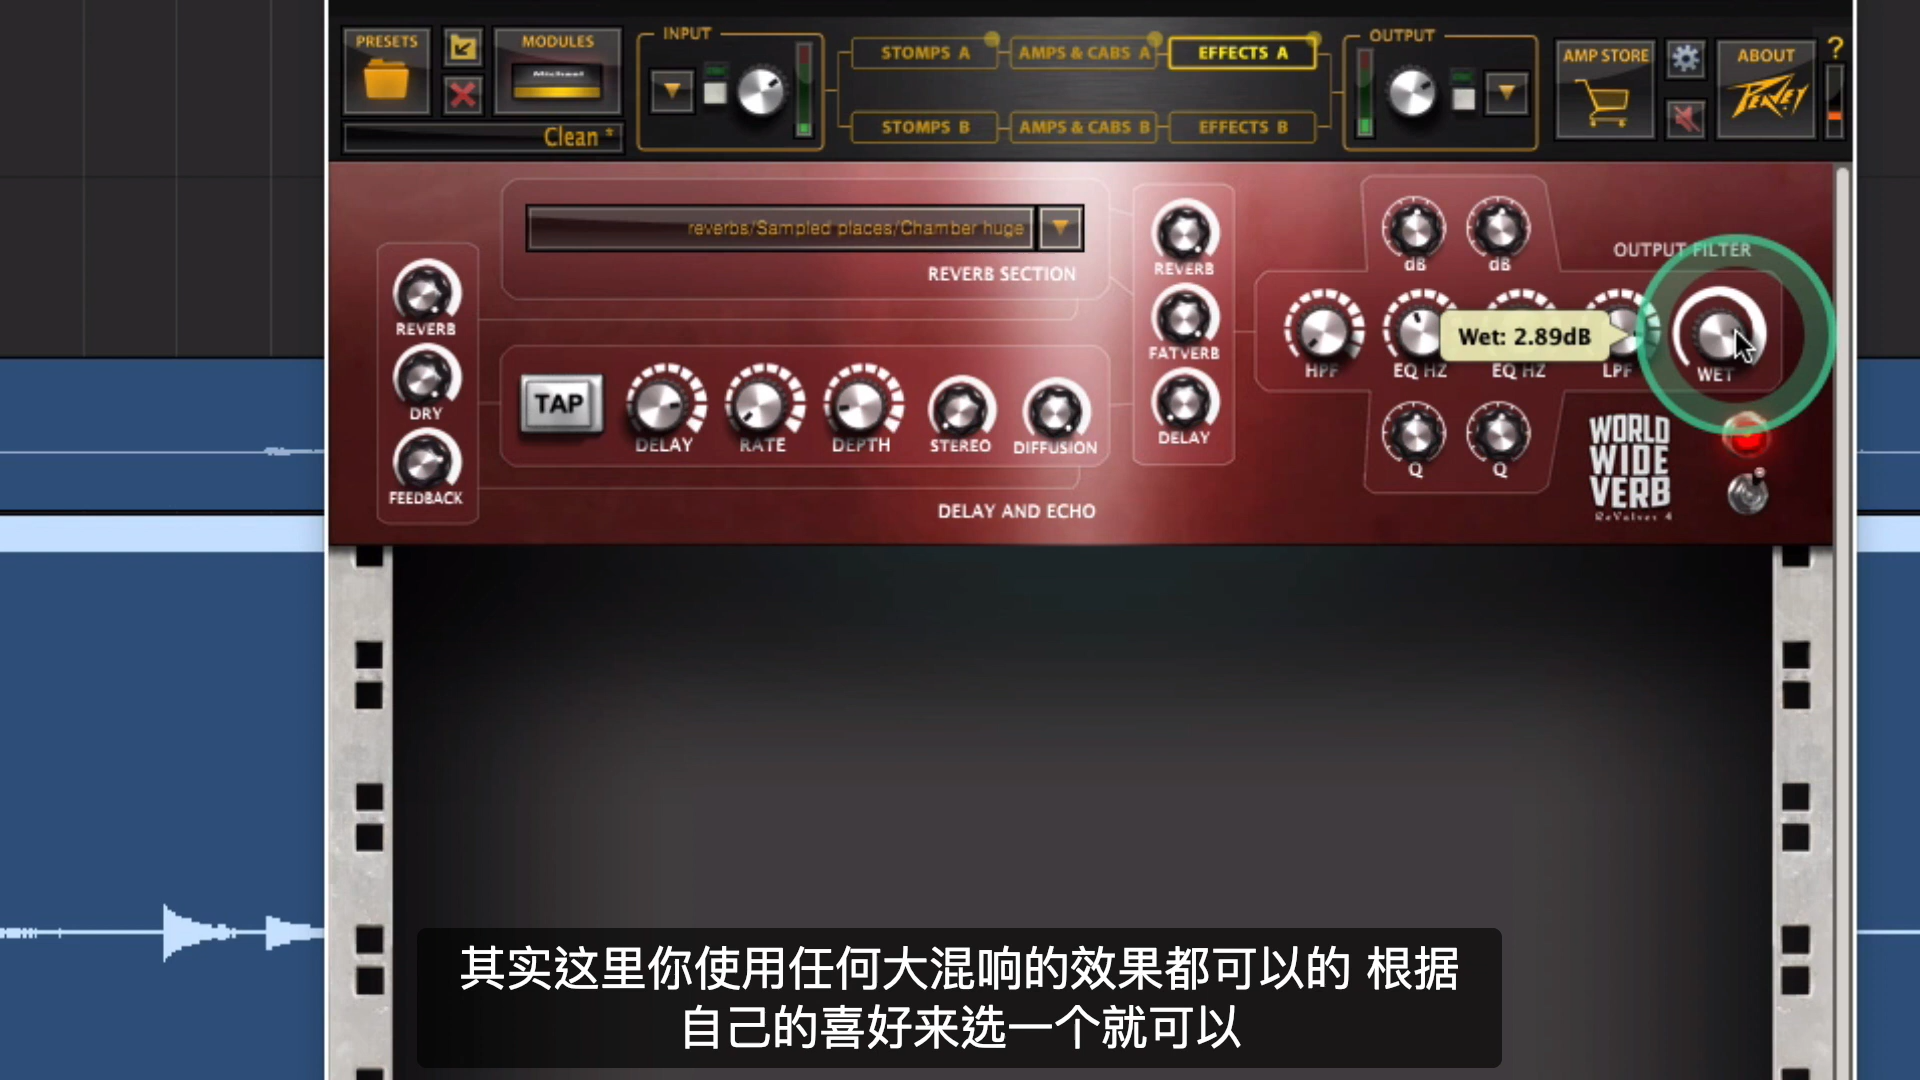 PRESETS
MODULES
Michael
Clean *
INPUT
STOMPS A
AMPS & CABS A
EFFECTS A
STOMPS B
AMPS & CABS B
EFFECTS B
OUTPUT
AMP STORE
ABOUT
PEAVEY
?
reverbs/Sampled places/Chamber huge
REVERB SECTION
REVERB
DRY
FEEDBACK
TAP
DELAY
RATE
DEPTH
STEREO
DIFFUSION
DELAY AND ECHO
REVERB
FATVERB
DELAY
dB
dB
OUTPUT FILTER
HPF
EQ HZ
EQ HZ
LPF
WET
Wet: 2.89dB
Q
Q
WORLD
WIDE
VERB
ReValver 4
其实这里你使用任何大混响的效果都可以的 根据
自己的喜好来选一个就可以